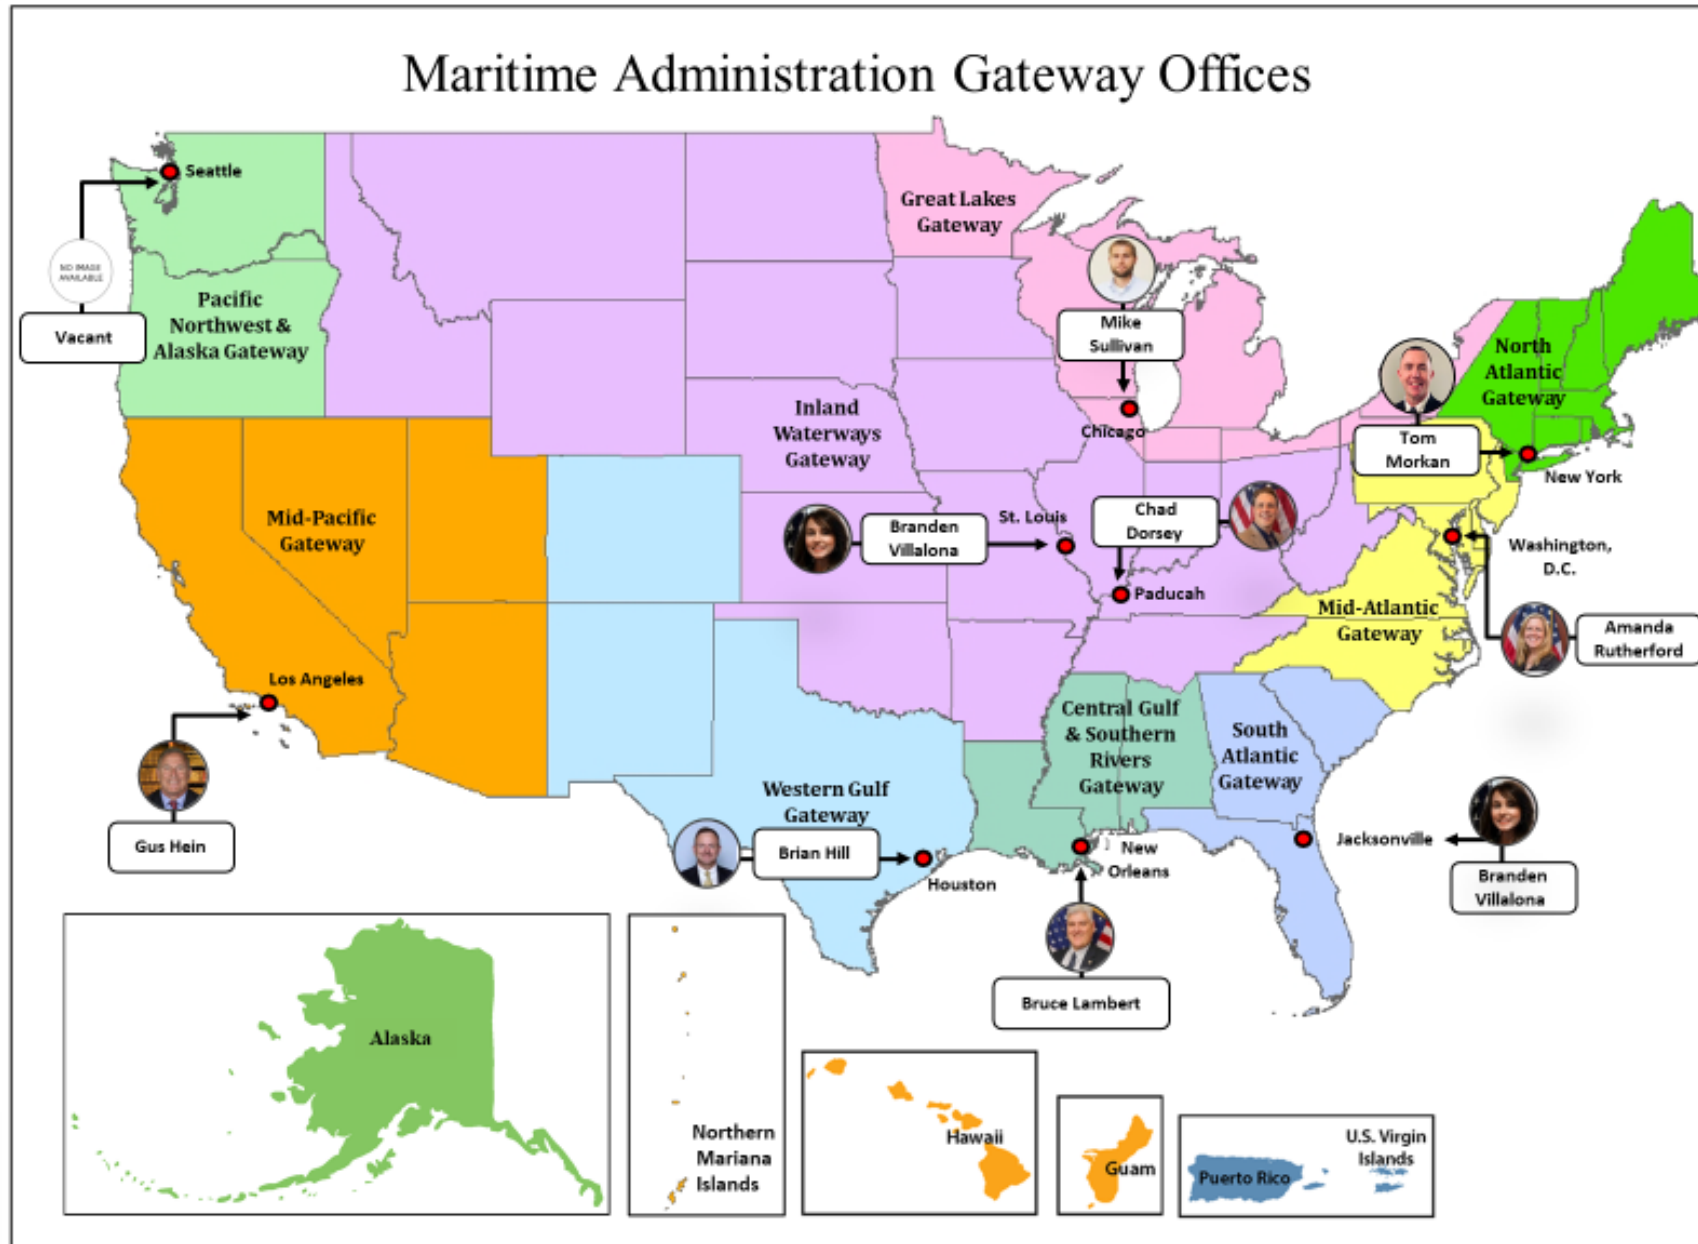 Maritime Administration Gateway Offices
Seattle
NO IMAGE
AVAILABLE
Vacant
Pacific
Northwest &
Alaska Gateway
Great Lakes
Gateway
Mike
Sullivan
Chicago
North
Atlantic
Gateway
Tom
Morkan
New York
Inland
Waterways
Gateway
Mid-Pacific
Gateway
Branden
Villalona
St. Louis
Chad
Dorsey
Paducah
Washington,
D.C.
Mid-Atlantic
Gateway
Amanda
Rutherford
Los Angeles
Gus Hein
Central Gulf
& Southern
Rivers
Gateway
South
Atlantic
Gateway
Western Gulf
Gateway
Brian Hill
Houston
New
Orleans
Bruce Lambert
Jacksonville
Branden
Villalona
Alaska
Northern
Mariana
Islands
Hawaii
Guam
Puerto Rico
U.S. Virgin
Islands